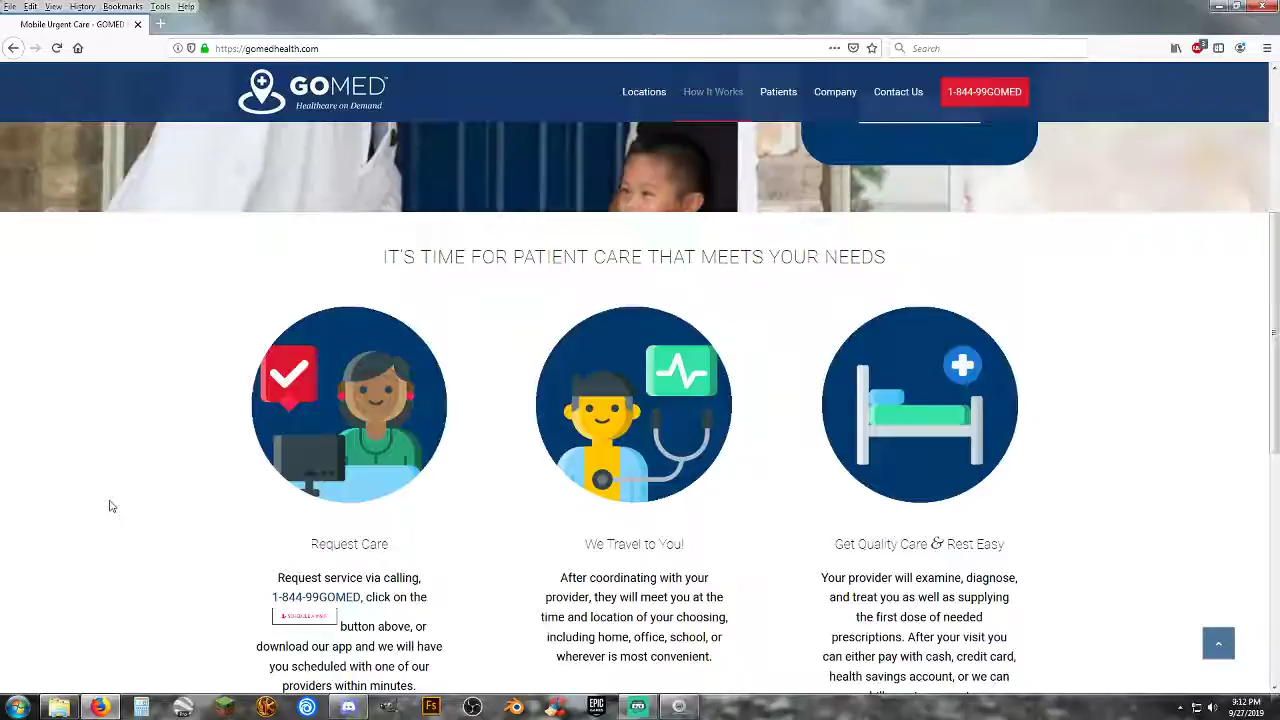 File Edit View History Bookmarks Tools Help
Mobile Urgent Care - GOMED
https://gomedhealth.com
Search
GOMED™
Healthcare on Demand
Locations How It Works Patients Company Contact Us 1-844-99GOMED
IT'S TIME FOR PATIENT CARE THAT MEETS YOUR NEEDS
Request Care
Request service via calling,
1-844-99GOMED, click on the
SCHEDULE A VISIT
button above, or
download our app and we will have
you scheduled with one of our
providers within minutes.
We Travel to You!
After coordinating with your
provider, they will meet you at the
time and location of your choosing,
including home, office, school, or
wherever is most convenient.
Get Quality Care & Rest Easy
Your provider will examine, diagnose,
and treat you as well as supplying
the first dose of needed
prescriptions. After your visit you
can either pay with cash, credit card,
health savings account, or we can
Fs
EPIC
GAMES
9:12 PM
9/27/2019